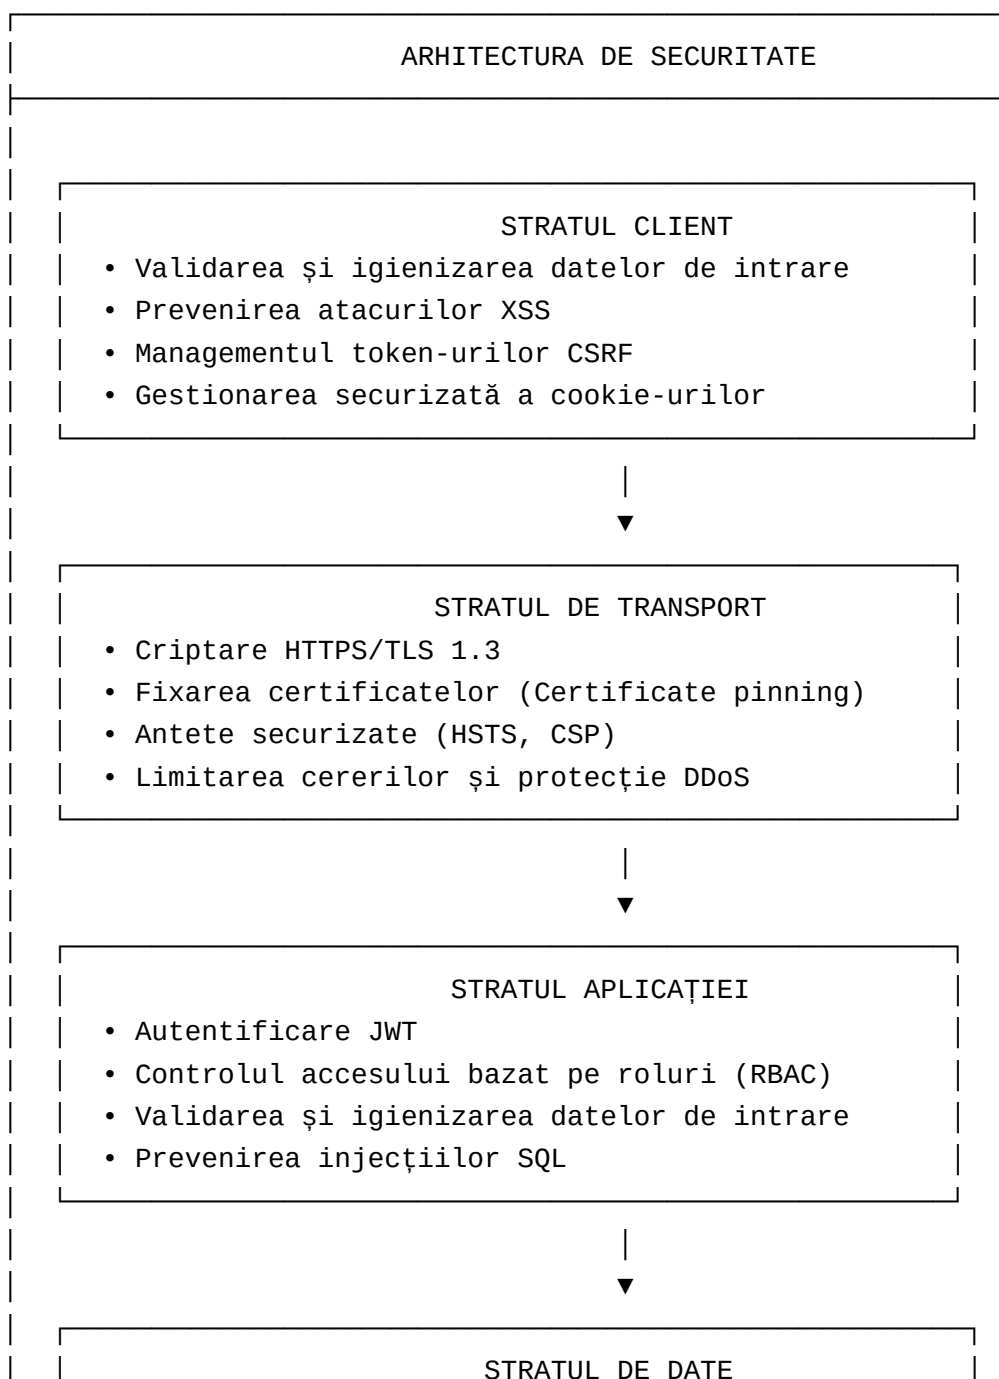 ARHITECTURA DE SECURITATE
STRATUL CLIENT
• Validarea și igienizarea datelor de intrare
• Prevenirea atacurilor XSS
• Managementul token-urilor CSRF
• Gestionarea securizată a cookie-urilor
STRATUL DE TRANSPORT
• Criptare HTTPS/TLS 1.3
• Fixarea certificatelor (Certificate pinning)
• Antete securizate (HSTS, CSP)
• Limitarea cererilor și protecție DDoS
STRATUL APLICAȚIEI
• Autentificare JWT
• Controlul accesului bazat pe roluri (RBAC)
• Validarea și igienizarea datelor de intrare
• Prevenirea injecțiilor SQL
STRATUL DE DATE